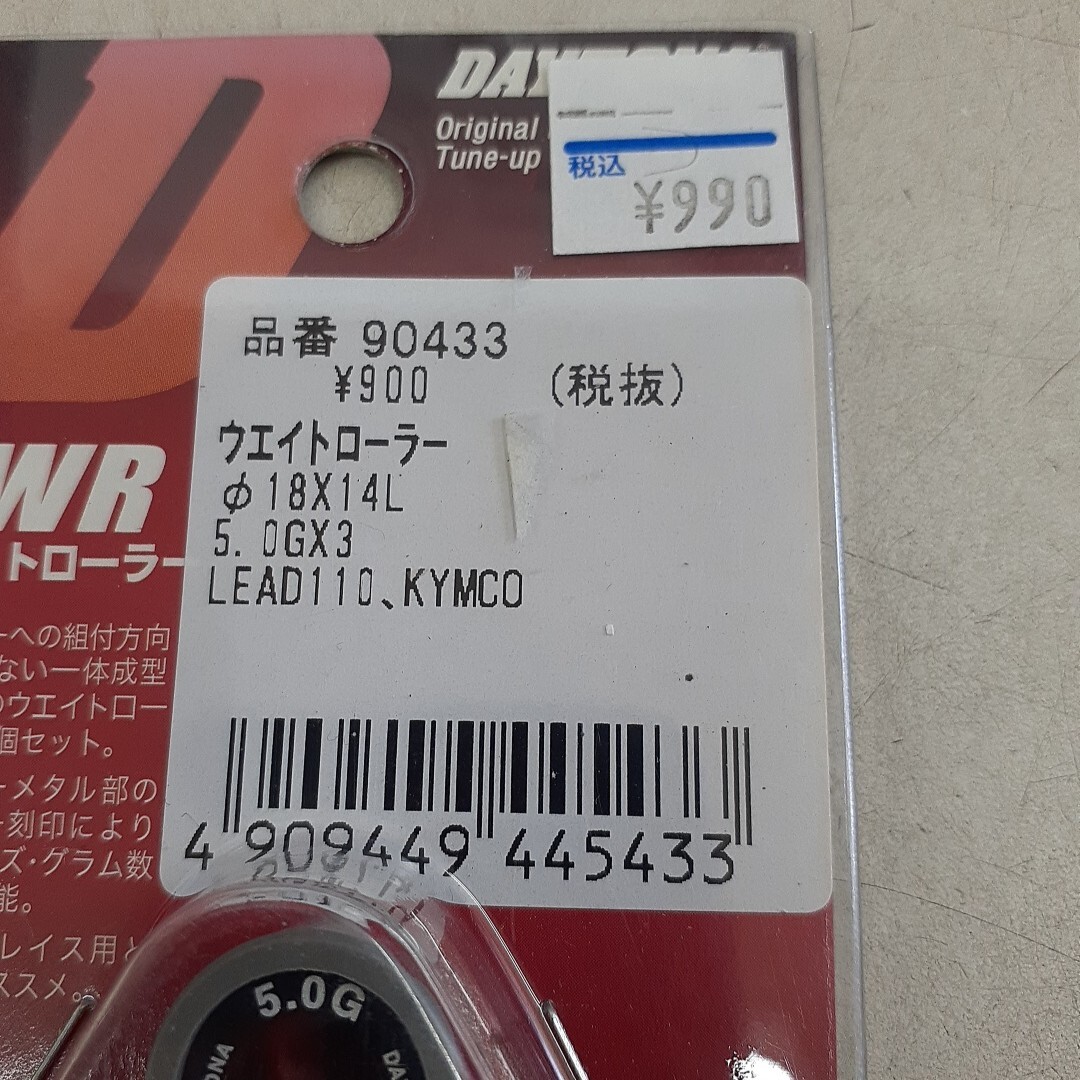 Original
Tune-up
税込
¥990
品番 90433
¥900 (税抜)
ウエイトローラー
φ18X14L
5.0GX3
LEAD110、KYMCO
4 909449 445433
WR
トローラー
への組付方向
ない一体成型
のウエイトロー
個セット。
メタル部の
刻印により
ズ・グラム数
能。
レイス用と
ススメ。
5.0G